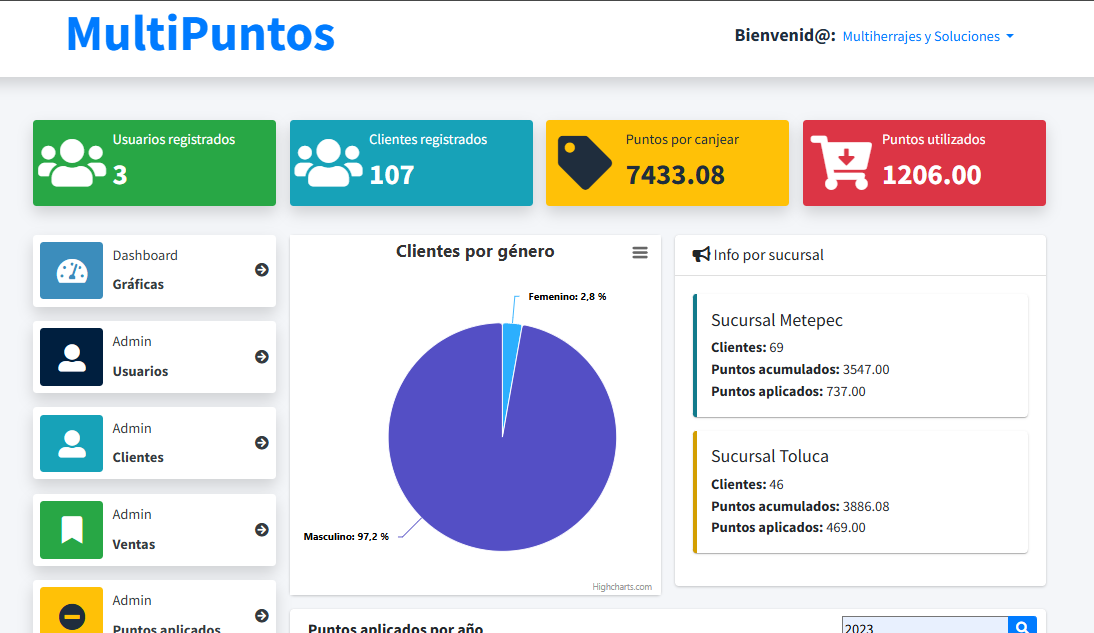 MultiPuntos
Bienvenid@: Multiherrajes y Soluciones
Usuarios registrados
3
Clientes registrados
107
Puntos por canjear
7433.08
Puntos utilizados
1206.00
Dashboard
Gráficas
Admin
Usuarios
Admin
Clientes
Admin
Ventas
Admin
Puntos aplicados
Clientes por género
Femenino: 2,8 %
Masculino: 97,2 %
Highcharts.com
Info por sucursal
Sucursal Metepec
Clientes: 69
Puntos acumulados: 3547.00
Puntos aplicados: 737.00
Sucursal Toluca
Clientes: 46
Puntos acumulados: 3886.08
Puntos aplicados: 469.00
Puntos aplicados por año
2023